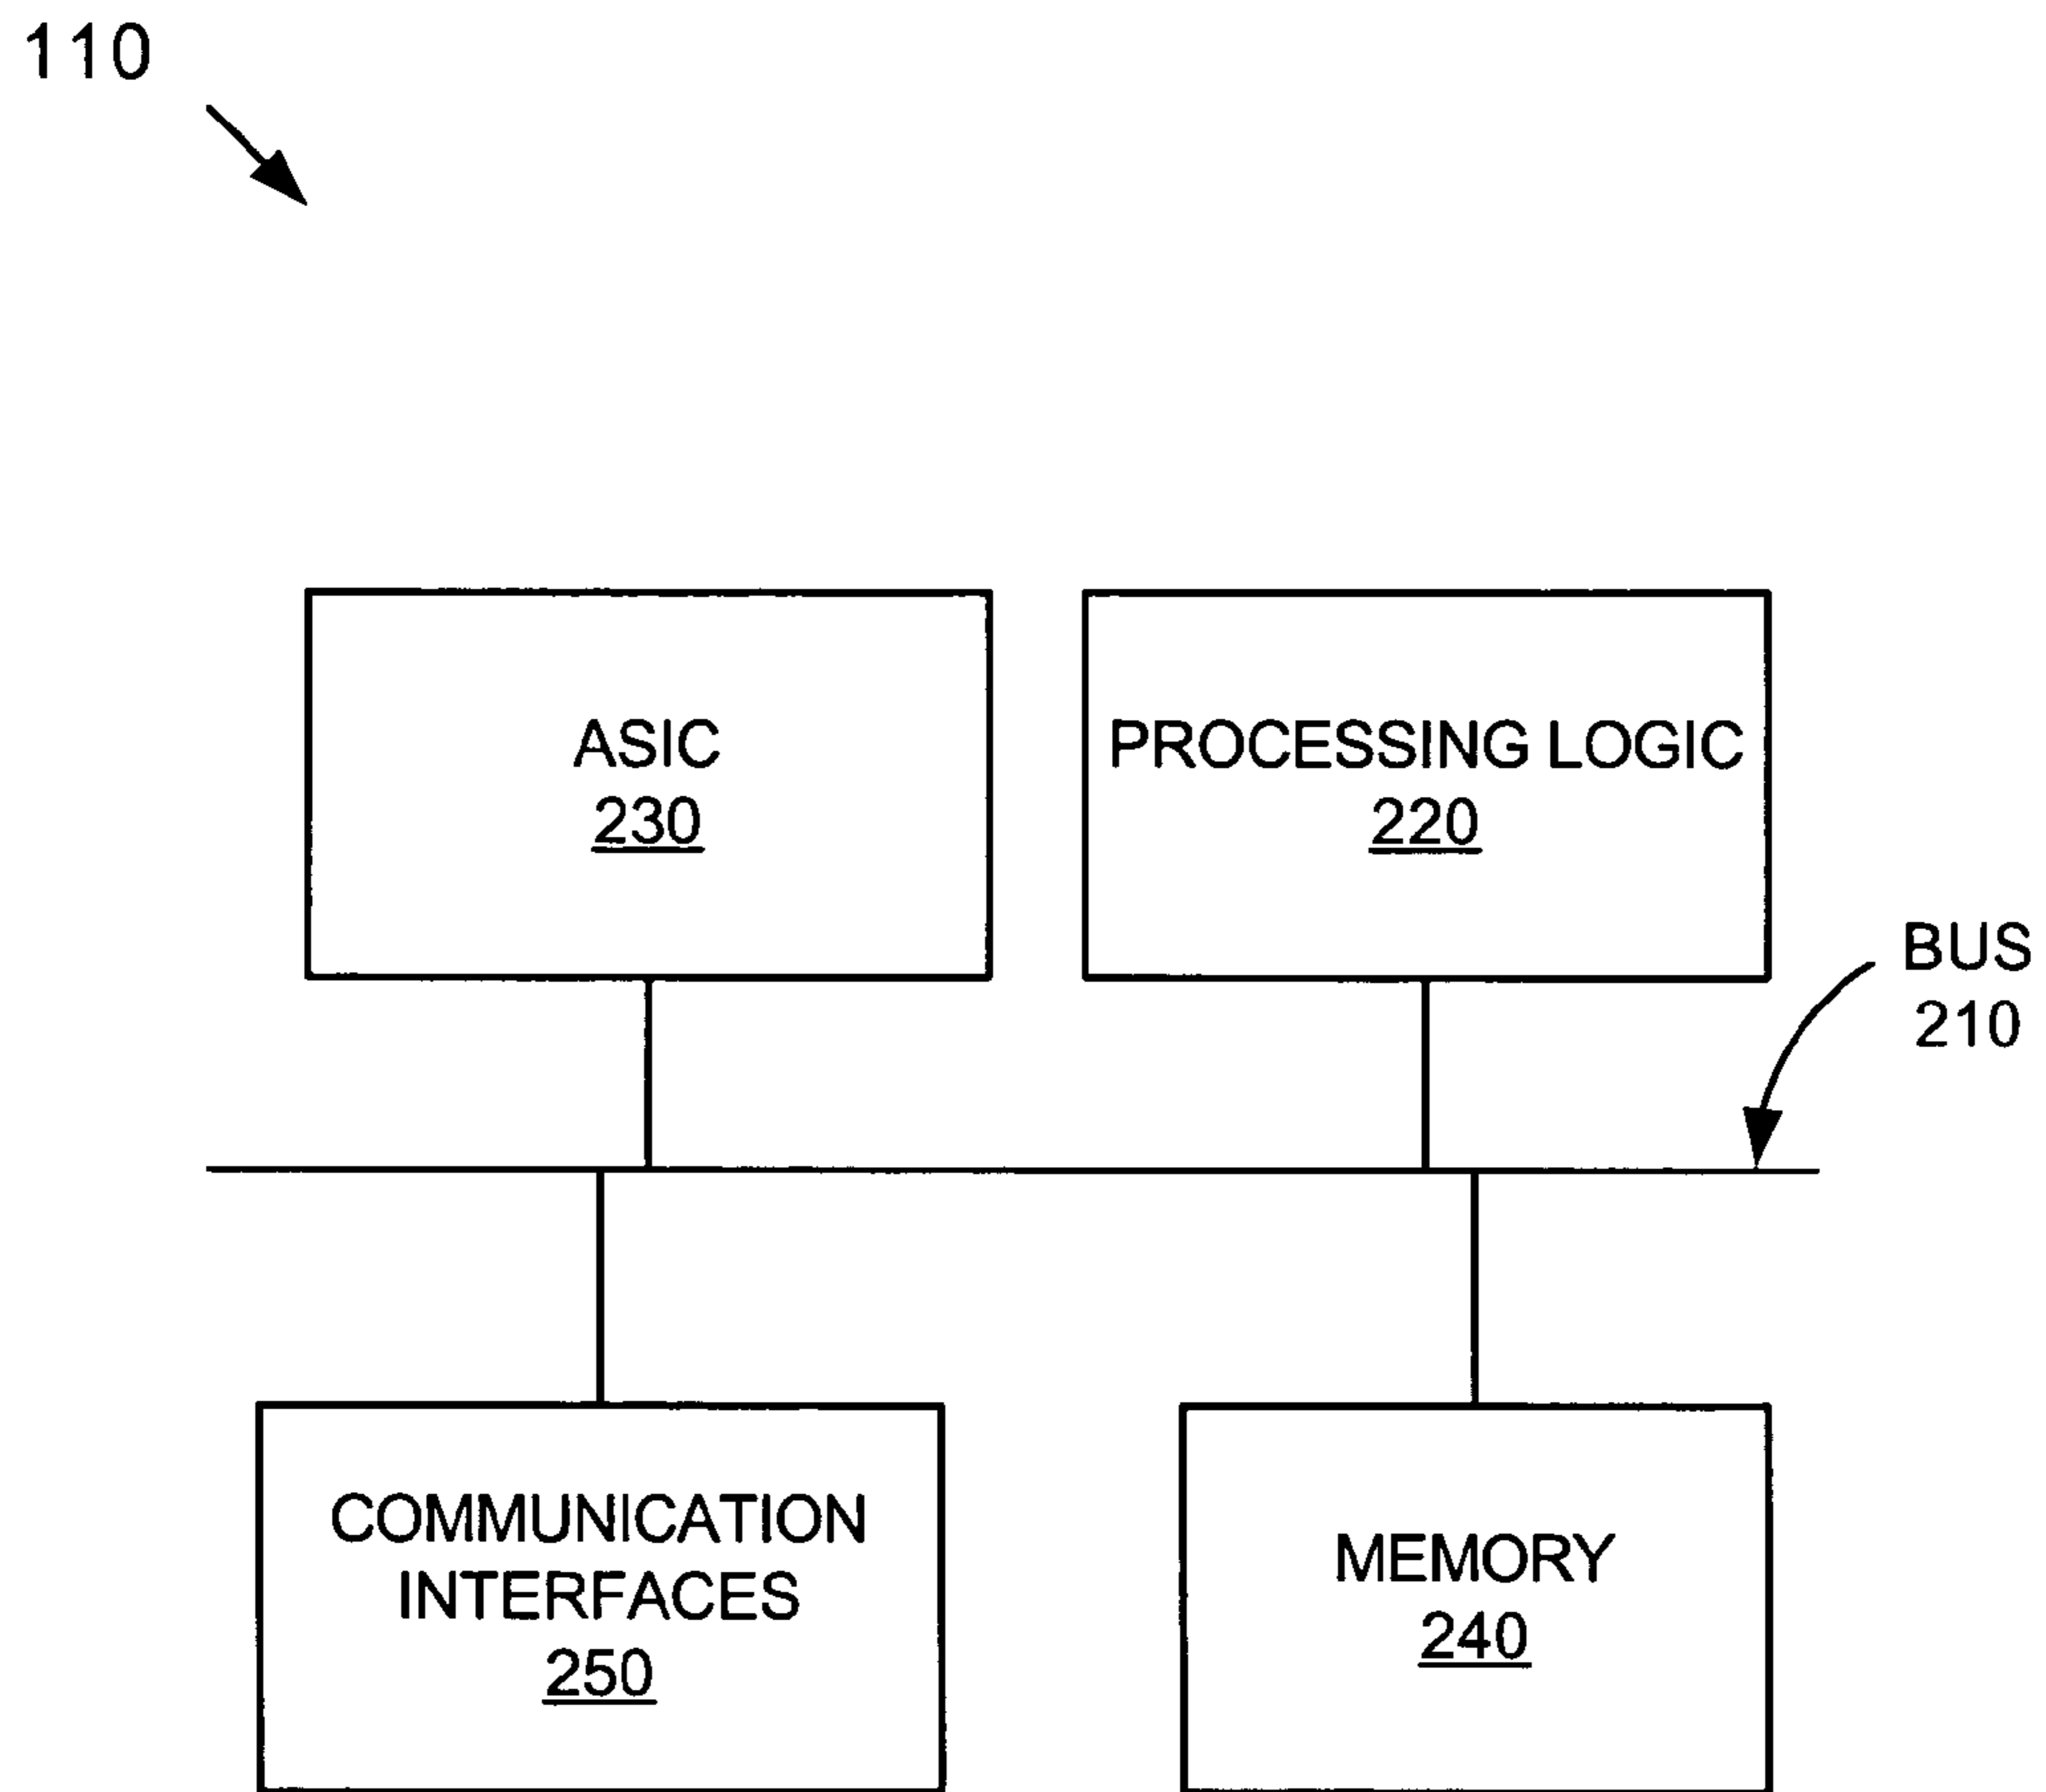 110
ASIC
230
PROCESSING LOGIC
220
BUS
210
COMMUNICATION
INTERFACES
250
MEMORY
240